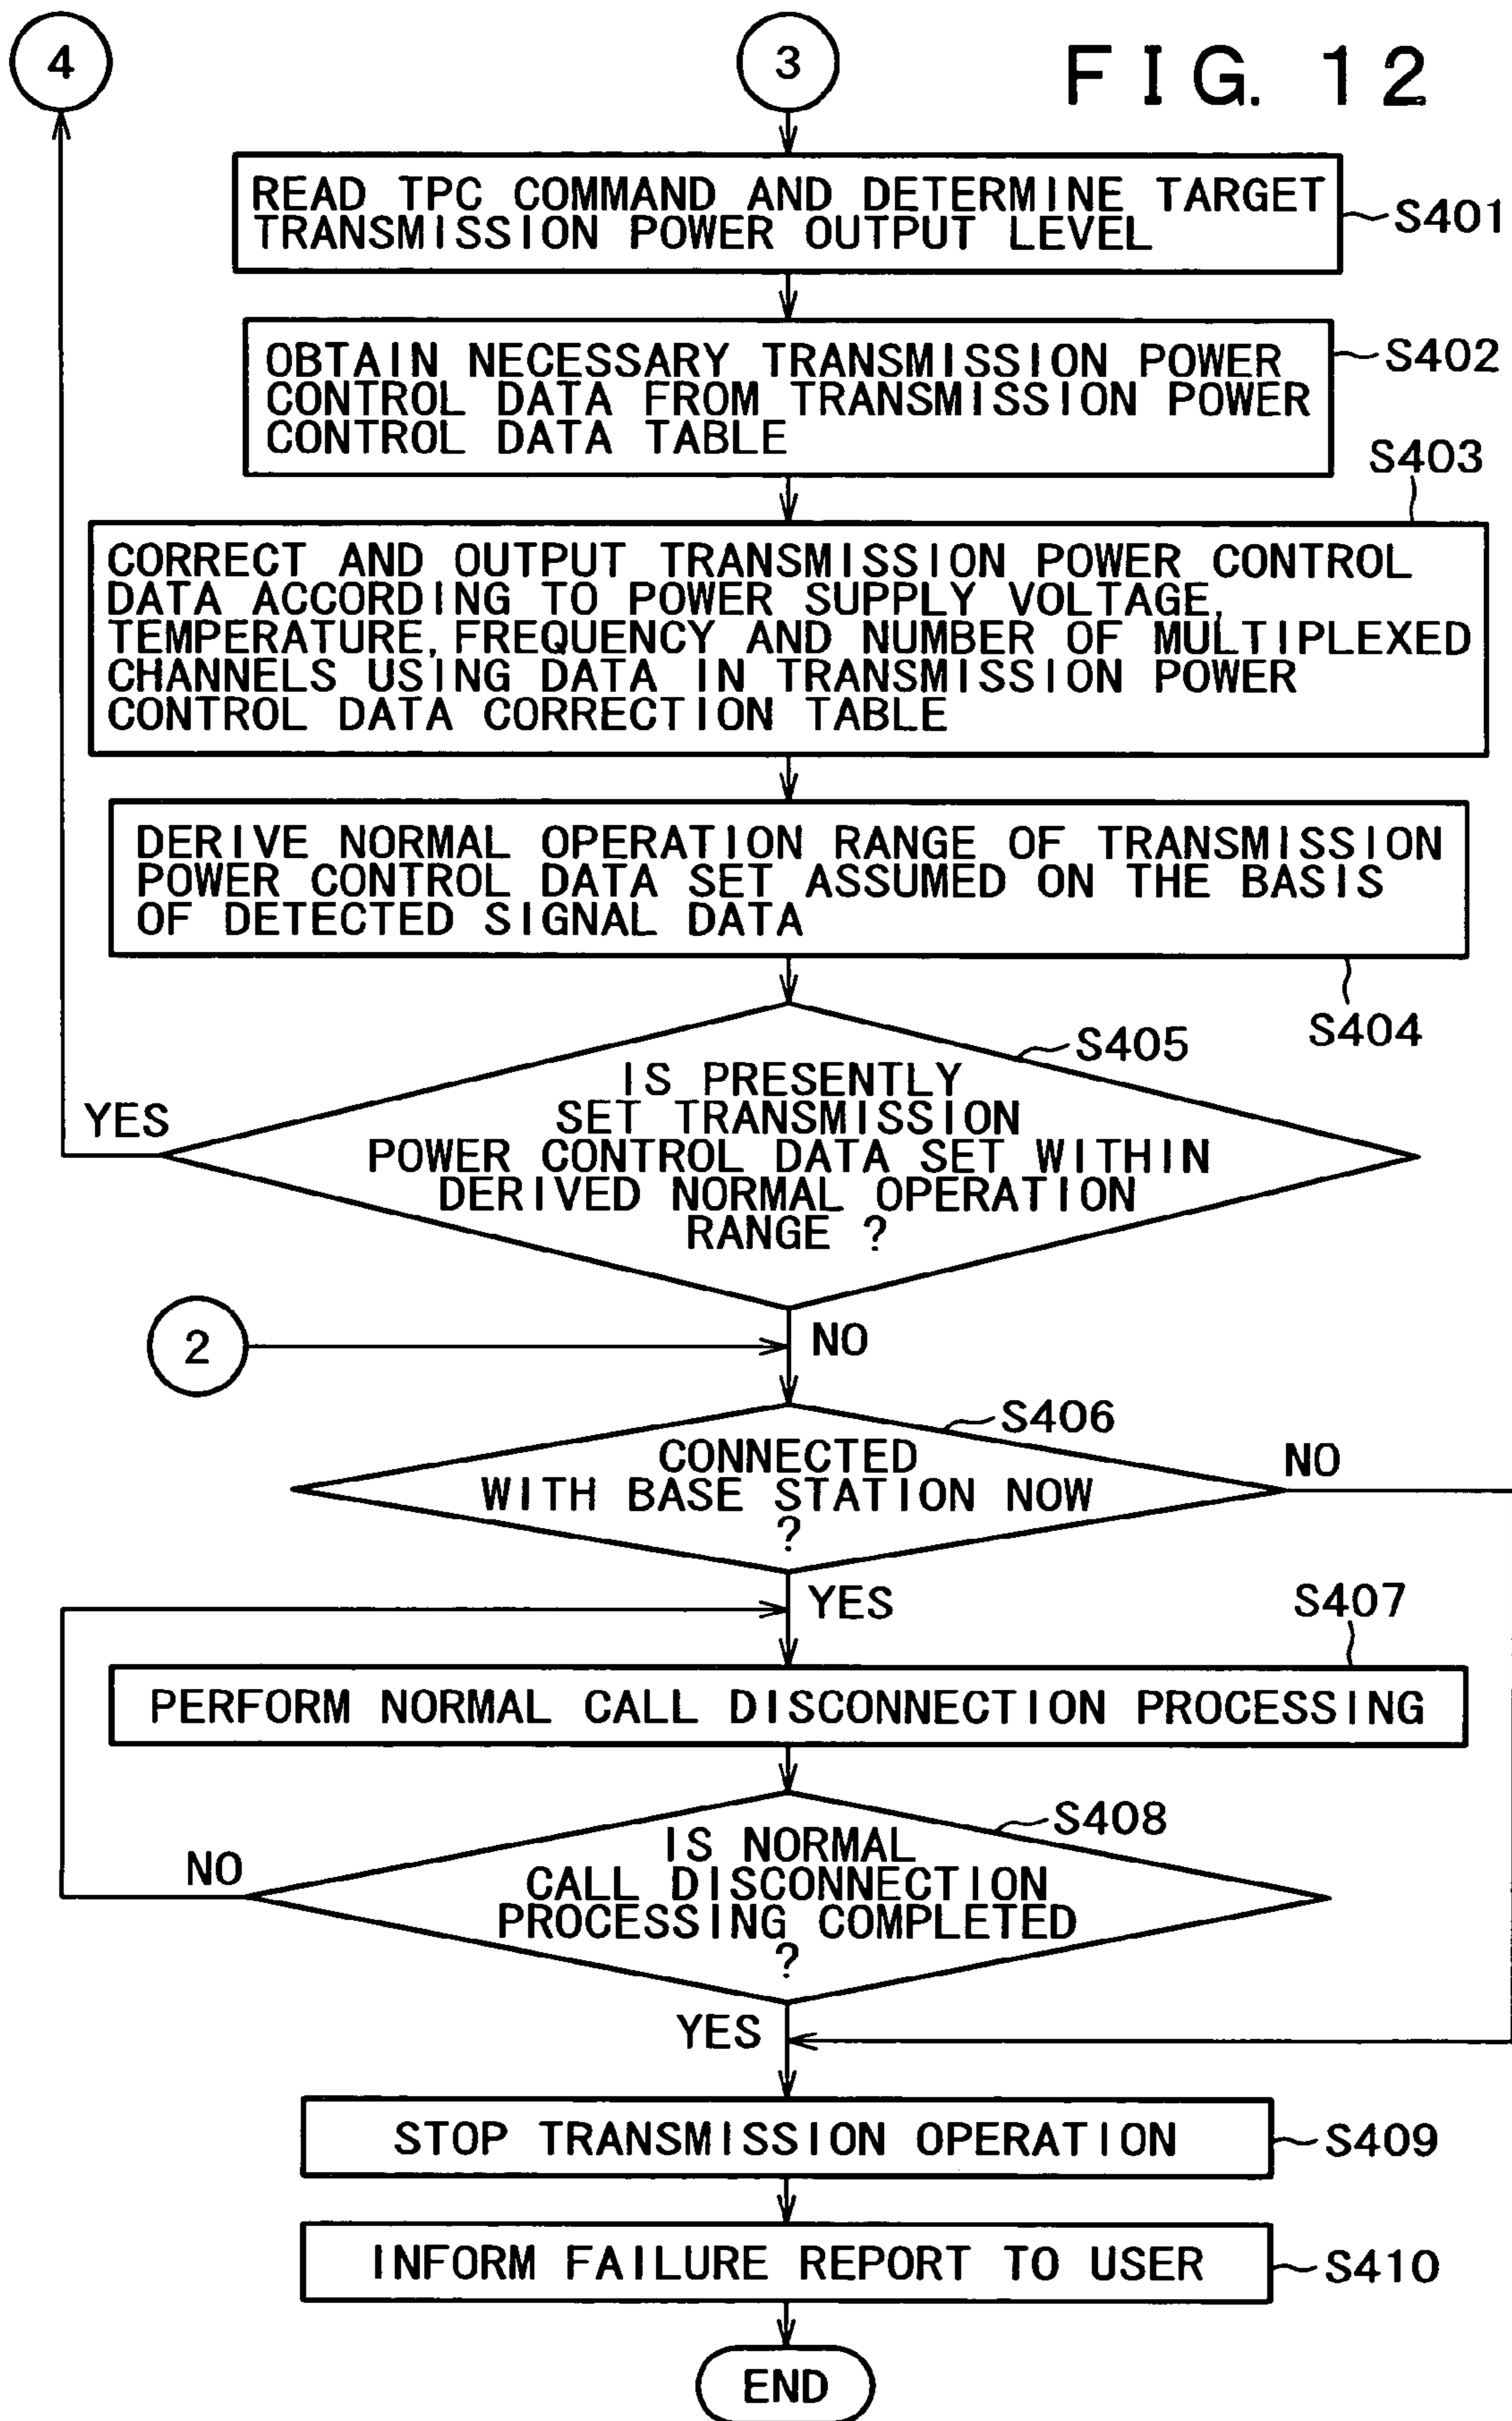 4
3
FIG. 12
READ TPC COMMAND AND DETERMINE TARGET
TRANSMISSION POWER OUTPUT LEVEL
S401
OBTAIN NECESSARY TRANSMISSION POWER
CONTROL DATA FROM TRANSMISSION POWER
CONTROL DATA TABLE
S402
S403
CORRECT AND OUTPUT TRANSMISSION POWER CONTROL
DATA ACCORDING TO POWER SUPPLY VOLTAGE,
TEMPERATURE, FREQUENCY AND NUMBER OF MULTIPLEXED
CHANNELS USING DATA IN TRANSMISSION POWER
CONTROL DATA CORRECTION TABLE
DERIVE NORMAL OPERATION RANGE OF TRANSMISSION
POWER CONTROL DATA SET ASSUMED ON THE BASIS
OF DETECTED SIGNAL DATA
S404
S405
IS PRESENTLY
SET TRANSMISSION
POWER CONTROL DATA SET WITHIN
DERIVED NORMAL OPERATION
RANGE ?
YES
NO
2
S406
CONNECTED
WITH BASE STATION NOW
?
NO
YES
S407
PERFORM NORMAL CALL DISCONNECTION PROCESSING
S408
IS NORMAL
CALL DISCONNECTION
PROCESSING COMPLETED
?
NO
YES
STOP TRANSMISSION OPERATION
S409
INFORM FAILURE REPORT TO USER
S410
END